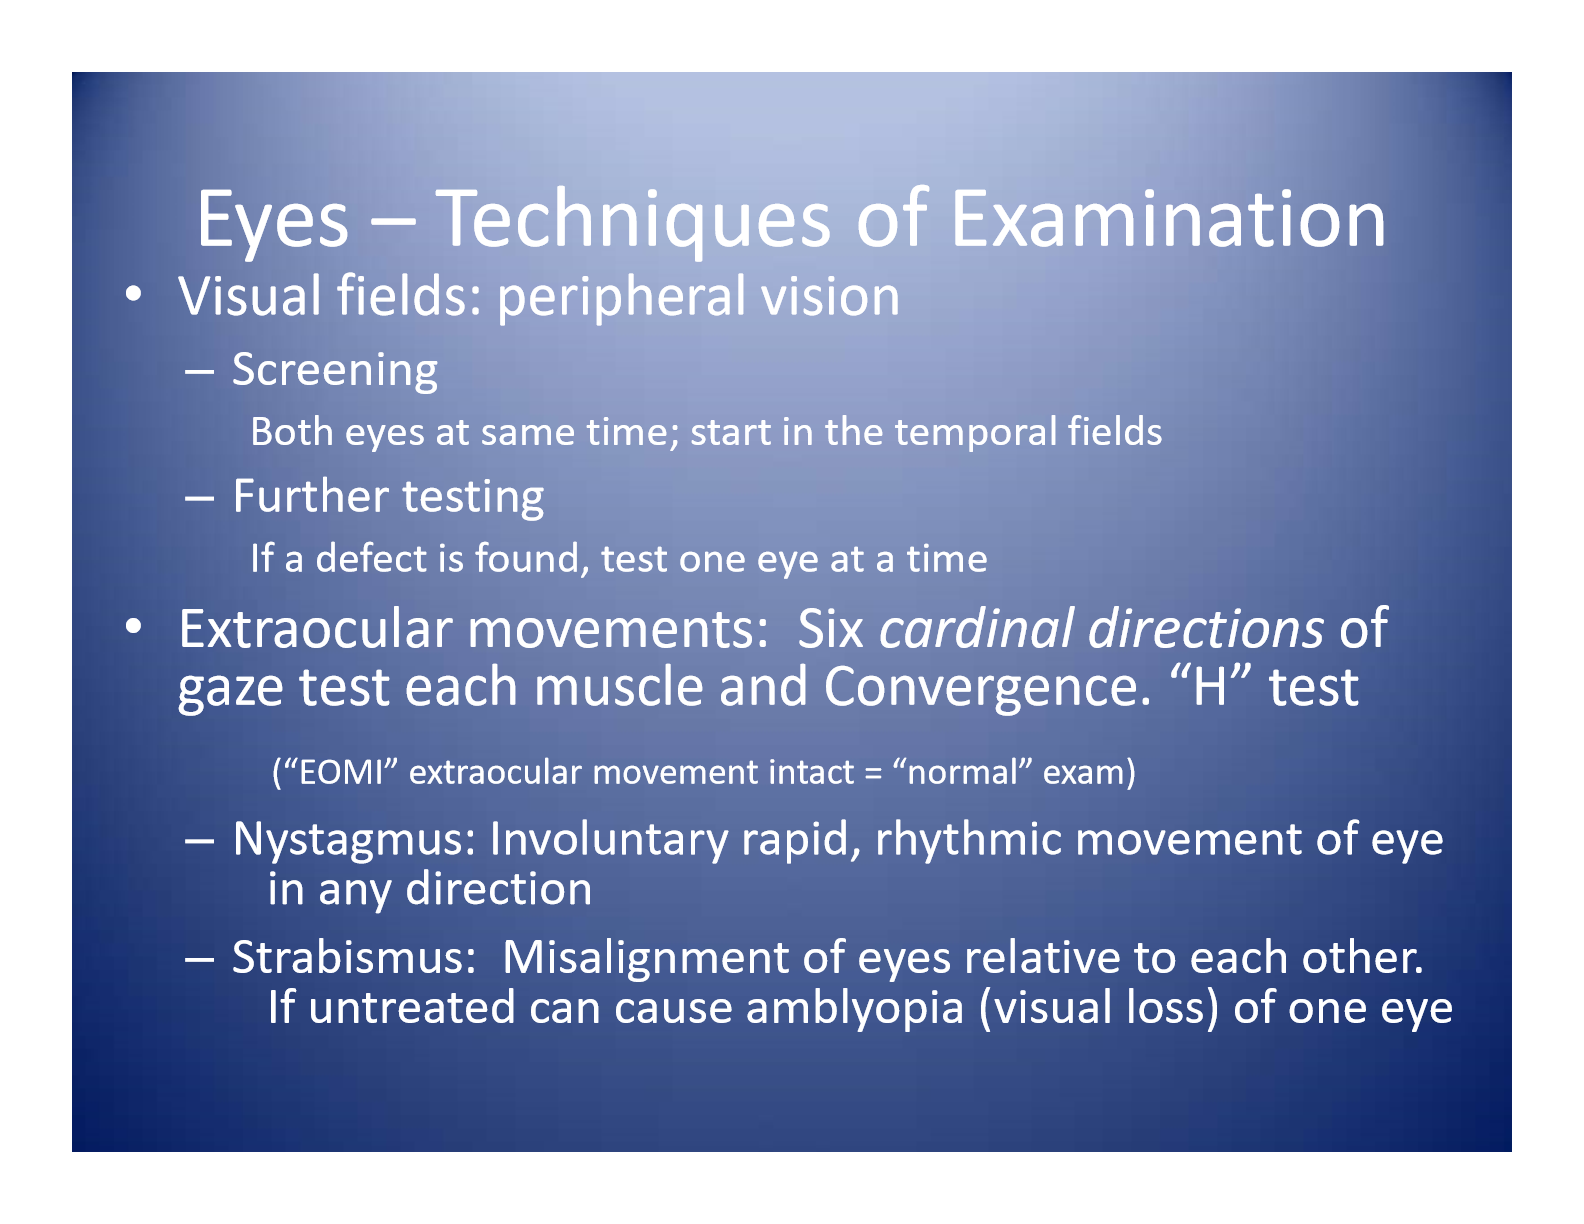 Eyes – Techniques of Examination
• Visual fields: peripheral vision
– Screening
Both eyes at same time; start in the temporal fields
– Further testing
If a defect is found, test one eye at a time
• Extraocular movements:  Six cardinal directions of
gaze test each muscle and Convergence. “H” test
(“EOMI” extraocular movement intact = “normal” exam)
– Nystagmus: Involuntary rapid, rhythmic movement of eye
in any direction
– Strabismus:  Misalignment of eyes relative to each other.
If untreated can cause amblyopia (visual loss) of one eye